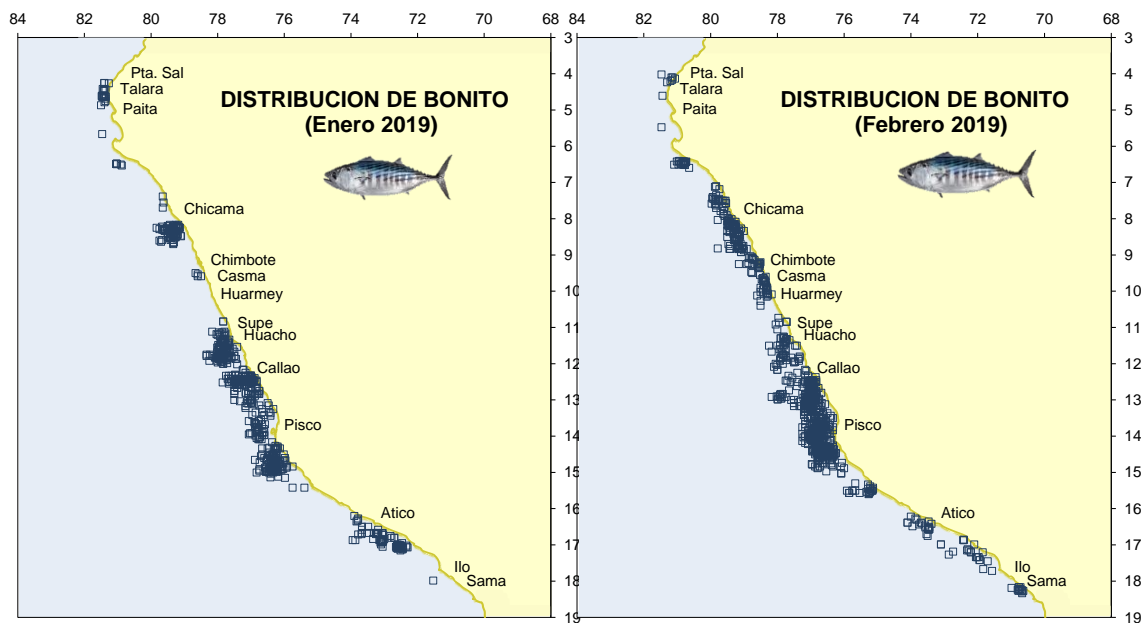 84 80 78 76 74 72 70 68
84 80 78 76 74 72 70 68
3
4
5
6
7
8
9
10
11
12
13
14
15
16
17
18
19
Pta. Sal
Talara
Paita
DISTRIBUCION DE BONITO
(Enero 2019)
Chicama
Chimbote
Casma
Huarmey
Supe
Huacho
Callao
Pisco
Atico
Ilo
Sama
3
4
5
6
7
8
9
10
11
12
13
14
15
16
17
18
19
Pta. Sal
Talara
Paita
DISTRIBUCION DE BONITO
(Febrero 2019)
Chicama
Chimbote
Casma
Huarmey
Supe
Huacho
Callao
Pisco
Atico
Ilo
Sama